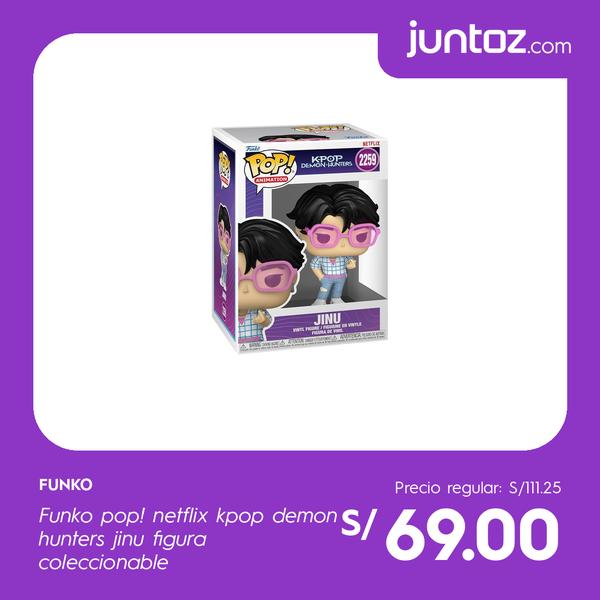 juntoz.com
Funko
POP!
ANIMATION
KPOP
DEMON HUNTERS
NETFLIX
2259
JINU
VINYL FIGURE / FIGURINE EN VINYLE
FIGURA DE VINIL
FUNKO
Precio regular: S/111.25
Funko pop! netflix kpop demon
hunters jinu figura
coleccionable
S/ 69.00